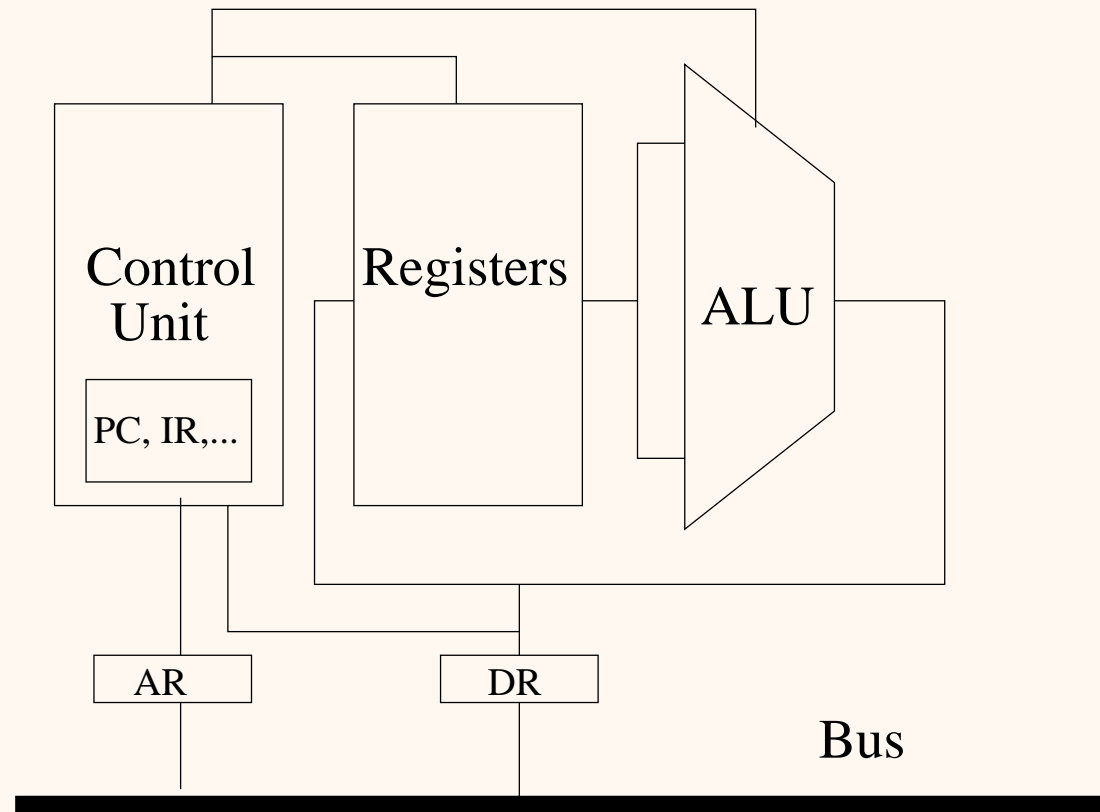 Control
Unit
Registers
ALU
PC, IR,...
AR
DR
Bus